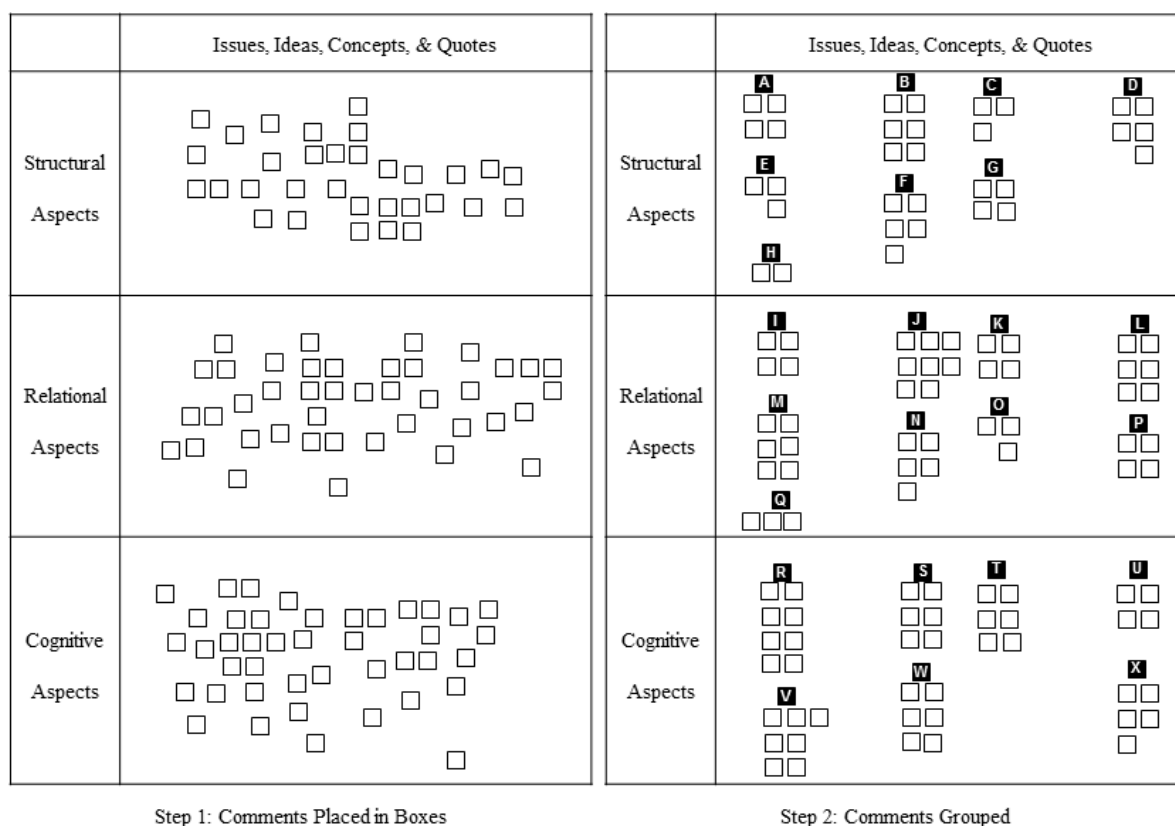 Issues, Ideas, Concepts, & Quotes
Structural
Aspects
Relational
Aspects
Cognitive
Aspects
Step 1: Comments Placed in Boxes
Issues, Ideas, Concepts, & Quotes
Structural
Aspects
A
B
C
D
E
F
G
H
Relational
Aspects
I
J
K
L
M
N
O
P
Q
Cognitive
Aspects
R
S
T
U
V
W
X
Step 2: Comments Grouped